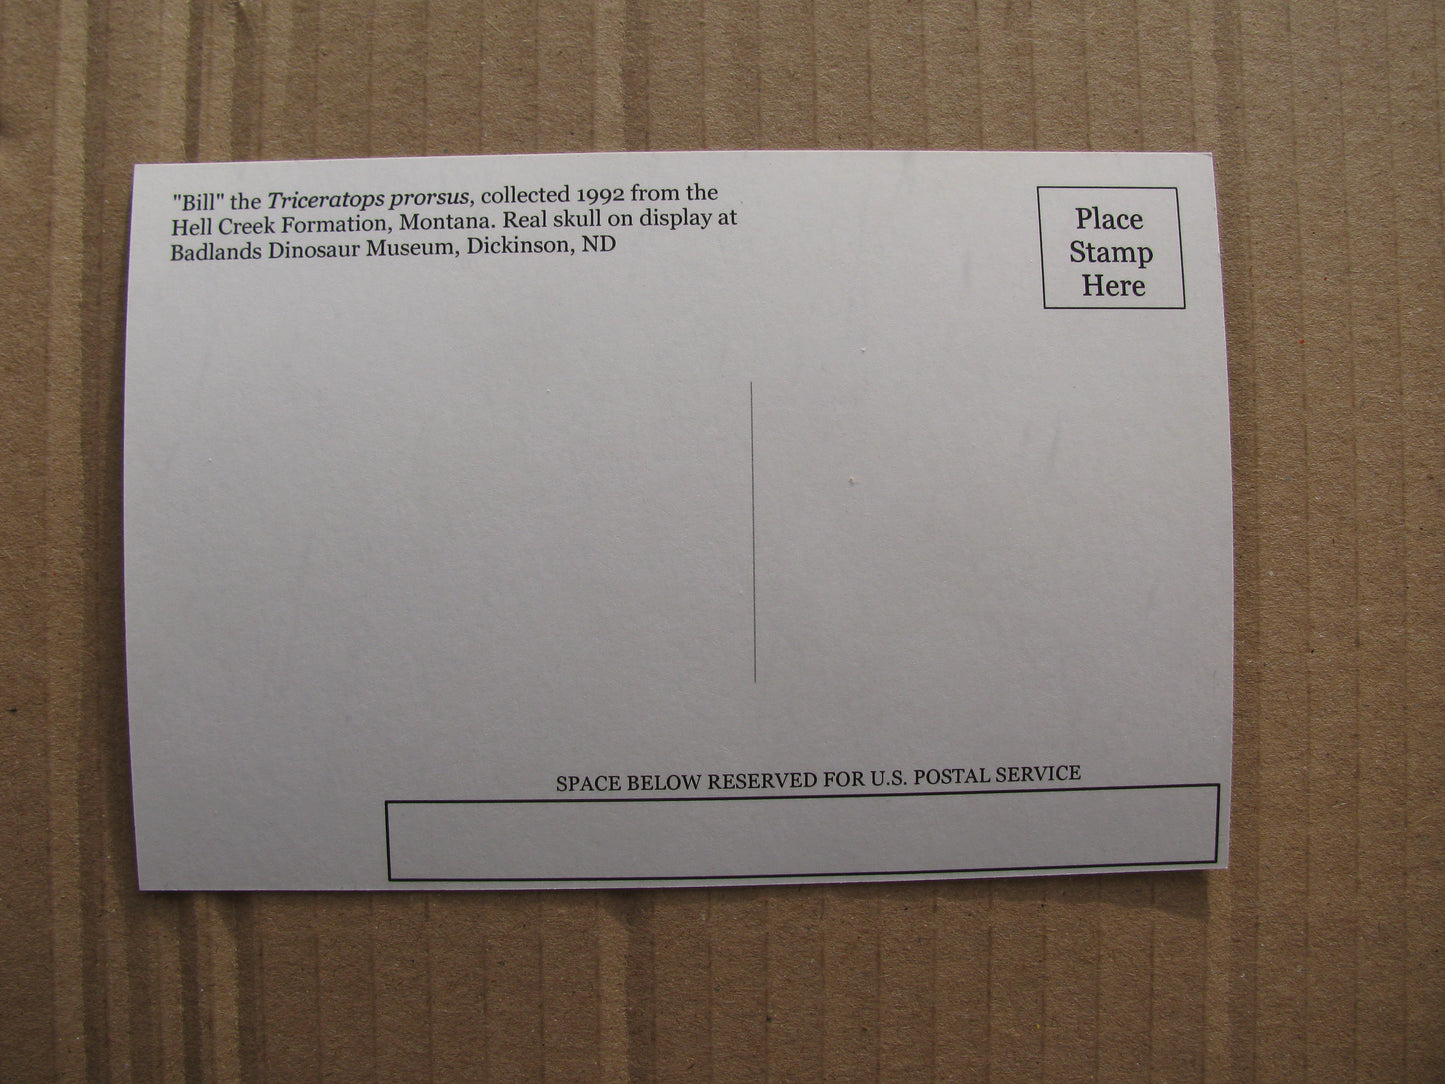 "Bill" the Triceratops prorsus, collected 1992 from the
Hell Creek Formation, Montana. Real skull on display at
Badlands Dinosaur Museum, Dickinson, ND
Place
Stamp
Here
SPACE BELOW RESERVED FOR U.S. POSTAL SERVICE